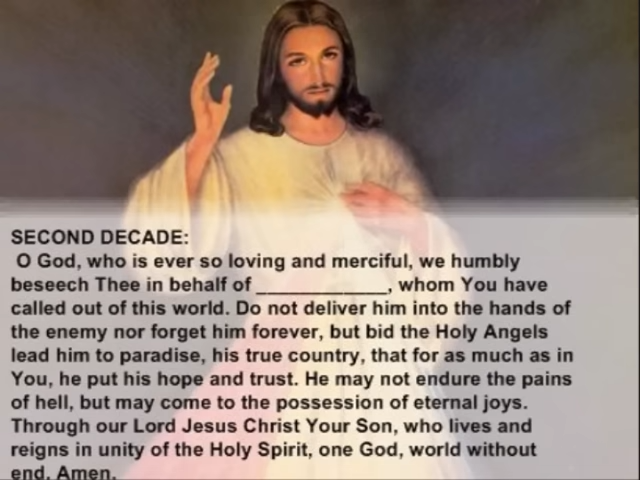 SECOND DECADE:
O God, who is ever so loving and merciful, we humbly
beseech Thee in behalf of ____________, whom You have
called out of this world. Do not deliver him into the hands of
the enemy nor forget him forever, but bid the Holy Angels
lead him to paradise, his true country, that for as much as in
You, he put his hope and trust. He may not endure the pains
of hell, but may come to the possession of eternal joys.
Through our Lord Jesus Christ Your Son, who lives and
reigns in unity of the Holy Spirit, one God, world without
end. Amen.